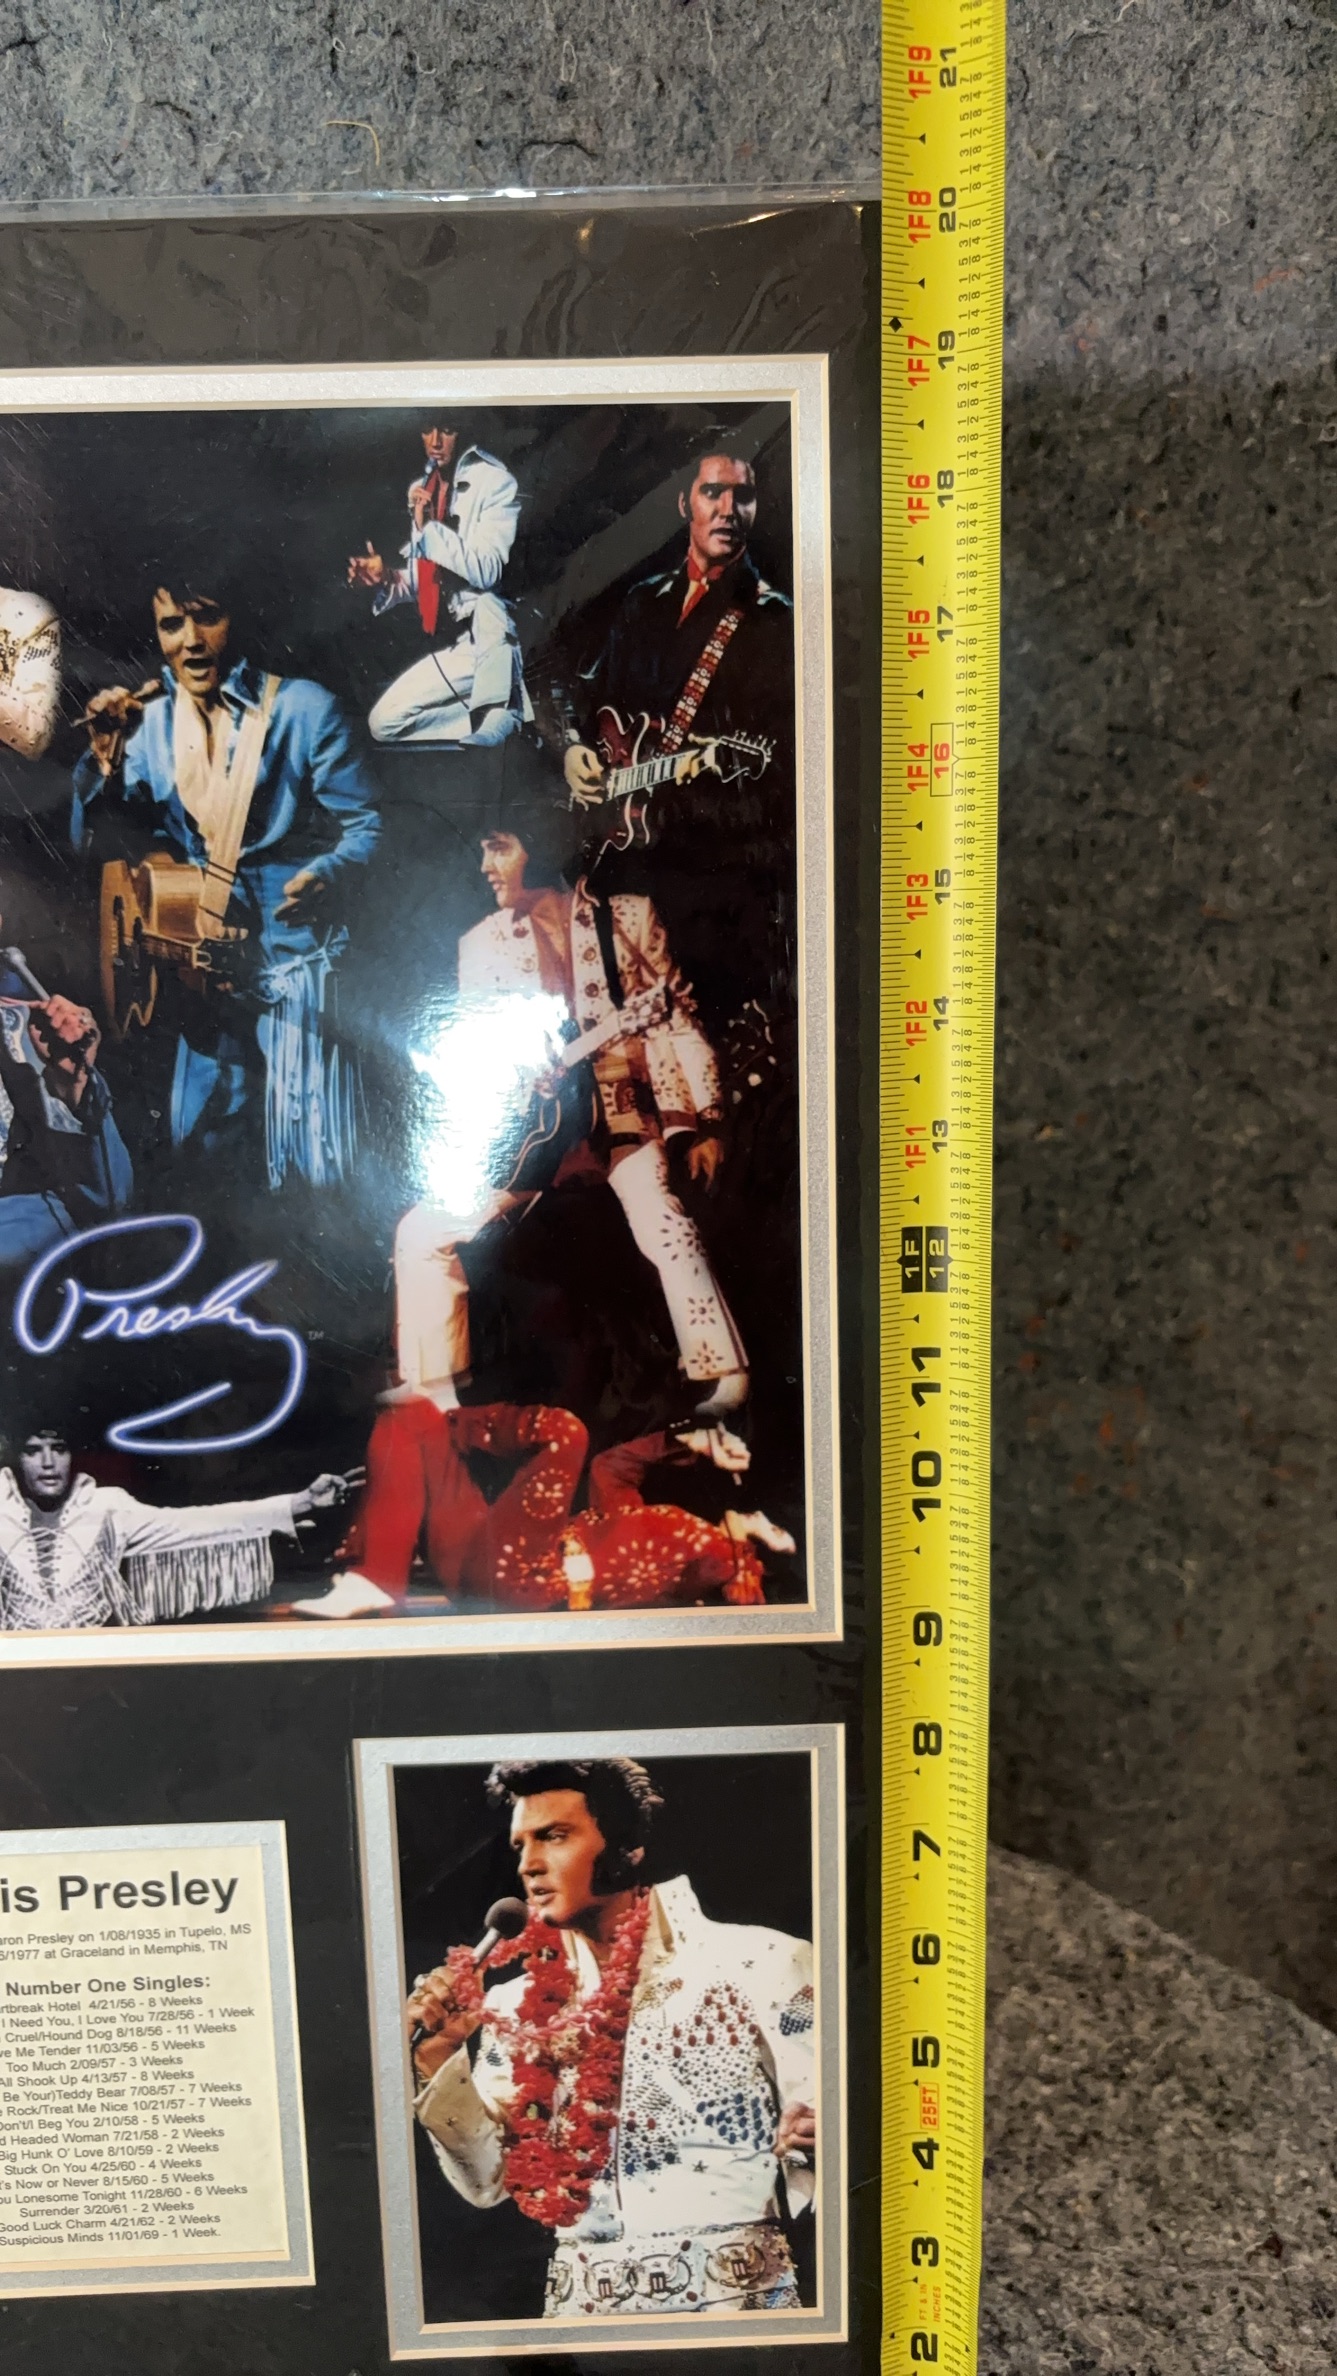 Presley
TM
is Presley
aron Presley on 1/08/1935 in Tupelo, MS
6/1977 at Graceland in Memphis, TN
Number One Singles:
rtbreak Hotel 4/21/56 - 8 Weeks
I Need You, I Love You 7/28/56 - 1 Week
Cruel/Hound Dog 8/18/56 - 11 Weeks
ve Me Tender 11/03/56 - 5 Weeks
Too Much 2/09/57 - 3 Weeks
All Shook Up 4/13/57 - 8 Weeks
Be Your)Teddy Bear 7/08/57 - 7 Weeks
e Rock/Treat Me Nice 10/21/57 - 7 Weeks
Don't/I Beg You 2/10/58 - 5 Weeks
d Headed Woman 7/21/58 - 2 Weeks
Big Hunk O' Love 8/10/59 - 2 Weeks
Stuck On You 4/25/60 - 4 Weeks
t's Now or Never 8/15/60 - 5 Weeks
ou Lonesome Tonight 11/28/60 - 6 Weeks
Surrender 3/20/61 - 2 Weeks
Good Luck Charm 4/21/62 - 2 Weeks
Suspicious Minds 11/01/69 - 1 Week.
1F9 21
1F8 20
1F7 19
1F6 18
1F5 17
1F4 16
1F3 15
1F2 14
1F1 13
1F 12
11
10
9
8
7
6
5
25FT
4
3
FT & IN
INCHES
2